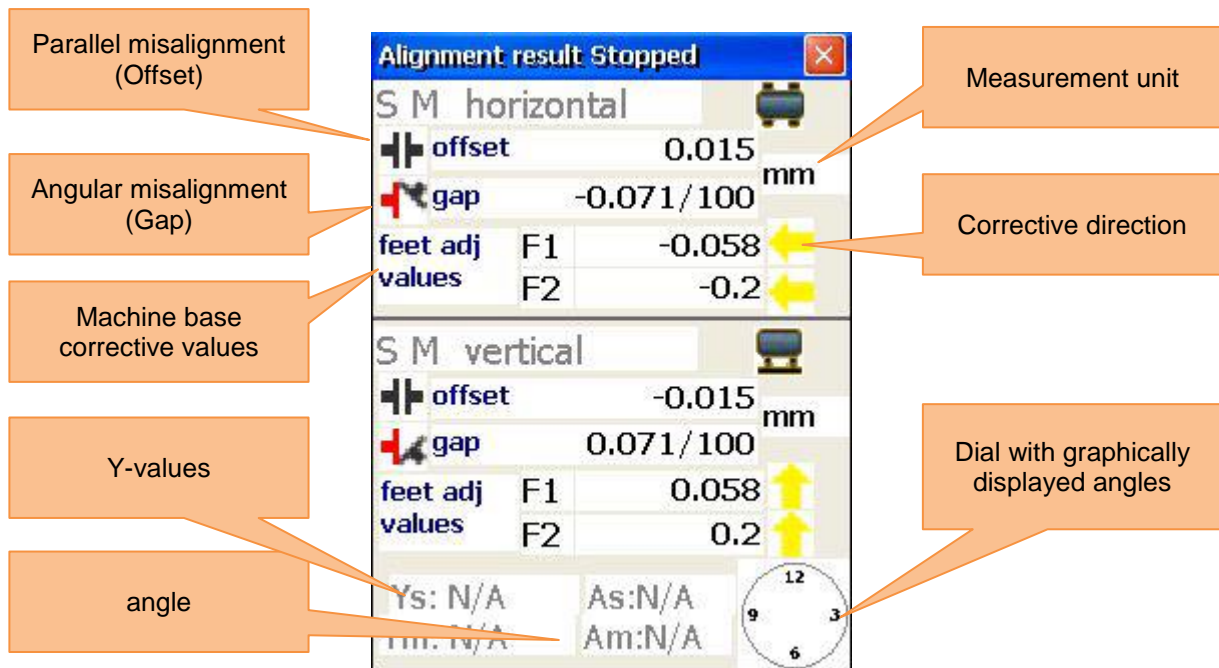 Parallel misalignment
(Offset)
Angular misalignment
(Gap)
Machine base
corrective values
Y-values
angle
Alignment result Stopped
S M horizontal
offset 0.015
mm
gap -0.071/100
feet adj
values
F1 -0.058
F2 -0.2
S M vertical
offset -0.015
mm
gap 0.071/100
feet adj
values
F1 0.058
F2 0.2
Ys: N/A As:N/A
Ym: N/A Am:N/A
12
9 3
6
Measurement unit
Corrective direction
Dial with graphically
displayed angles